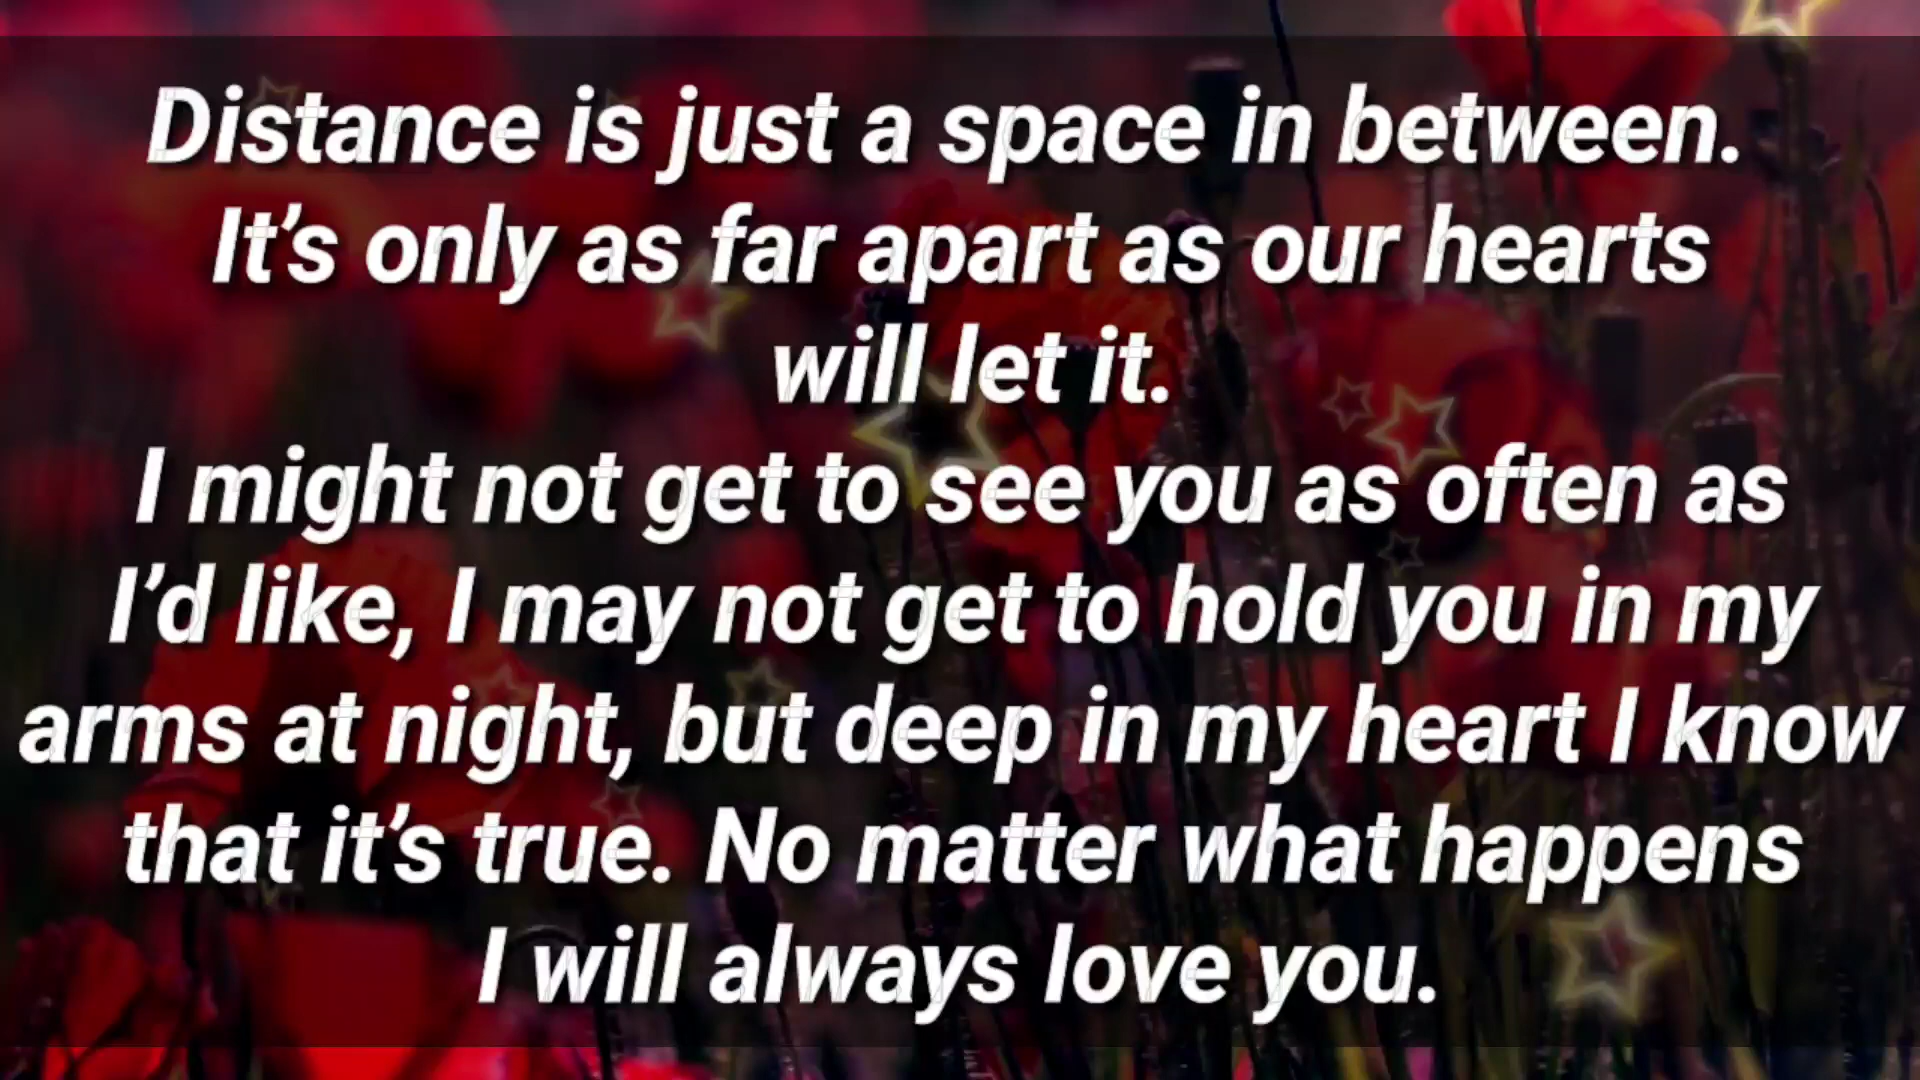 Distance is just a space in between.
It’s only as far apart as our hearts
will let it.
I might not get to see you as often as
I’d like, I may not get to hold you in my
arms at night, but deep in my heart I know
that it’s true. No matter what happens
I will always love you.